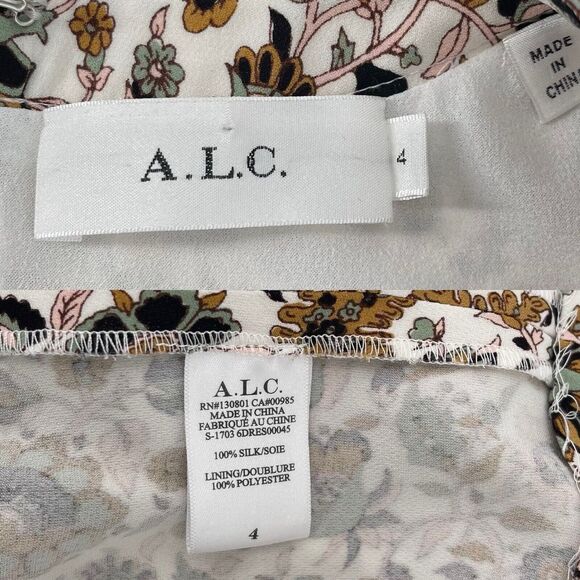 A.L.C.
4
MADE
IN
CHINA
A.L.C.
RN#130801 CA#00985
MADE IN CHINA
FABRIQUÉ AU CHINE
S-1703 6DRES00045
100% SILK/SOIE
LINING/DOUBLURE
100% POLYESTER
4